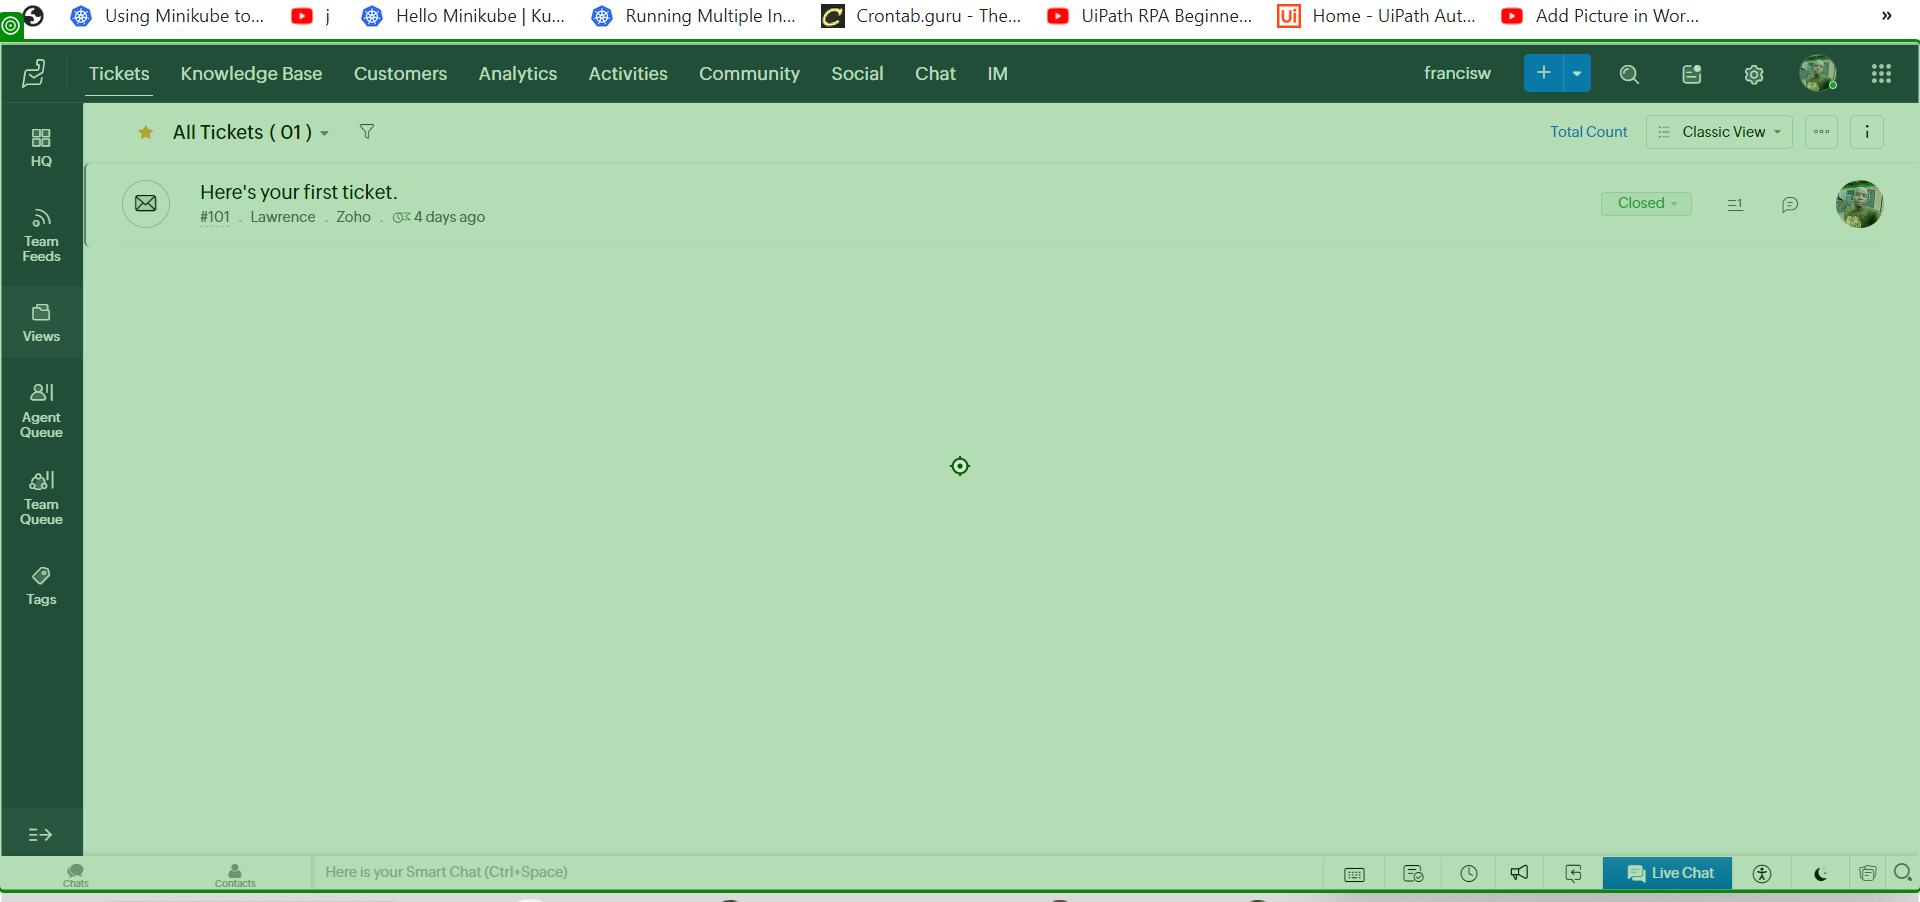 Using Minikube to... j Hello Minikube | Ku... Running Multiple In... Crontab.guru - The... UiPath RPA Beginne... Ui Home - UiPath Aut... Add Picture in Wor... »
Tickets Knowledge Base Customers Analytics Activities Community Social Chat IM francisw
HQ
Team
Feeds
Views
Agent
Queue
Team
Queue
Tags
All Tickets ( 01 ) Total Count Classic View
Here's your first ticket.
#101 . Lawrence . Zoho . 4 days ago
Closed
1
Chats Contacts Here is your Smart Chat (Ctrl+Space) Live Chat